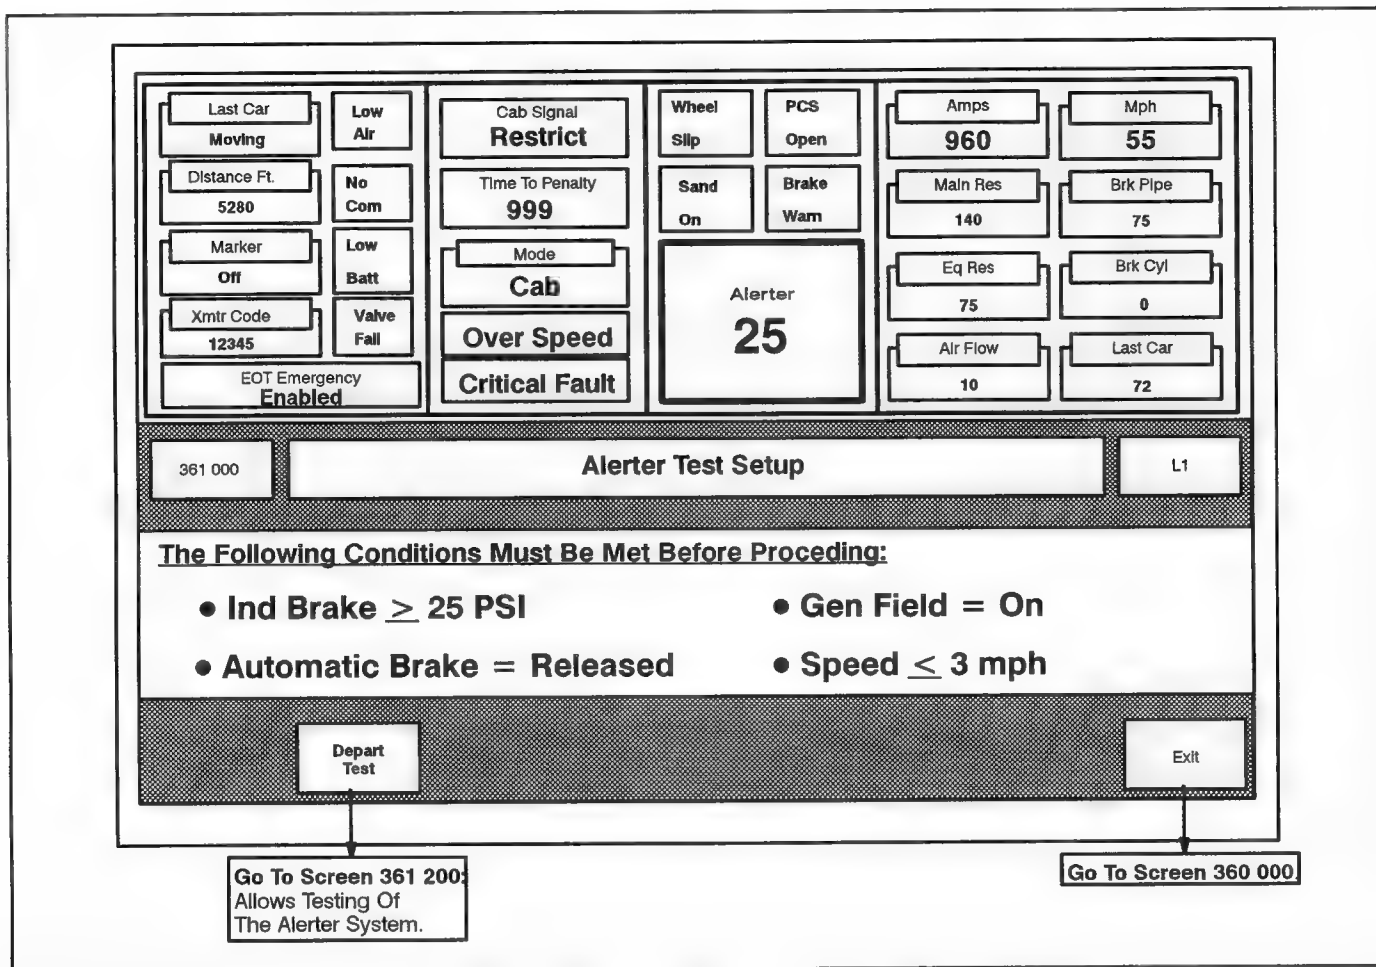 Last Car
Moving
Low
Air
Distance Ft.
5280
No
Com
Marker
Off
Low
Batt
Xmtr Code
12345
Valve
Fail
EOT Emergency
Enabled
Cab Signal
Restrict
Time To Penalty
999
Mode
Cab
Over Speed
Critical Fault
Wheel
Slip
PCS
Open
Sand
On
Brake
Warn
Alerter
25
Amps
960
Mph
55
Main Res
140
Brk Pipe
75
Eq Res
75
Brk Cyl
0
Air Flow
10
Last Car
72
361 000
Alerter Test Setup
L1
The Following Conditions Must Be Met Before Proceding:
• Ind Brake ≥ 25 PSI
• Gen Field = On
• Automatic Brake = Released
• Speed ≤ 3 mph
Depart
Test
Exit
Go To Screen 361 200:
Allows Testing Of
The Alerter System.
Go To Screen 360 000